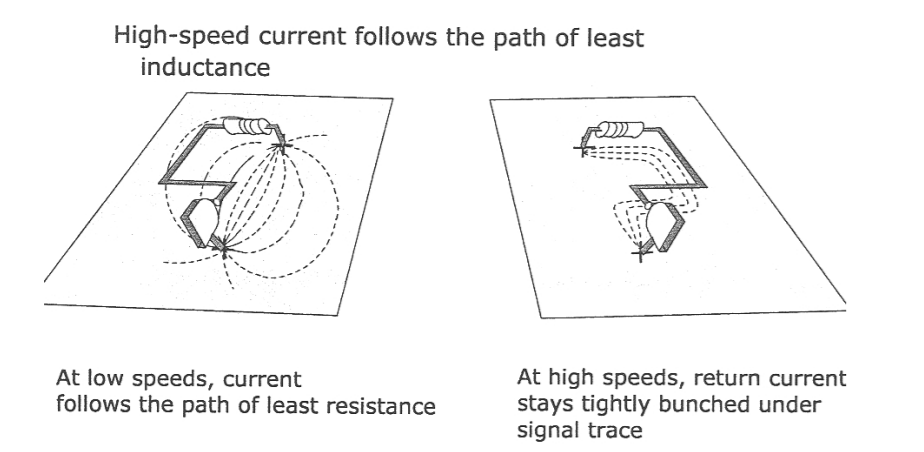 High-speed current follows the path of least
inductance
At low speeds, current
follows the path of least resistance
At high speeds, return current
stays tightly bunched under
signal trace